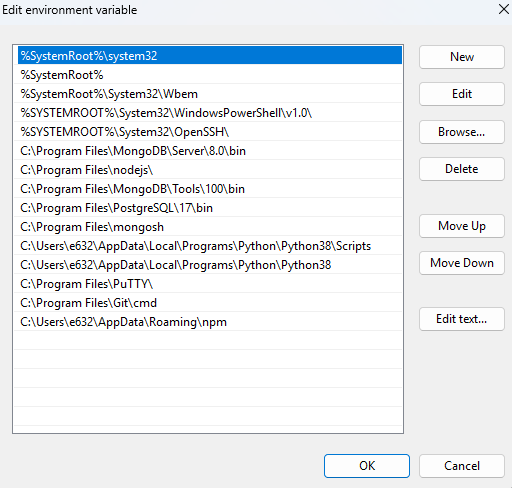 Edit environment variable
%SystemRoot%\system32
%SystemRoot%
%SystemRoot%\System32\Wbem
%SYSTEMROOT%\System32\WindowsPowerShell\v1.0\
%SYSTEMROOT%\System32\OpenSSH\
C:\Program Files\MongoDB\Server\8.0\bin
C:\Program Files\nodejs\
C:\Program Files\MongoDB\Tools\100\bin
C:\Program Files\PostgreSQL\17\bin
C:\Program Files\mongosh
C:\Users\e632\AppData\Local\Programs\Python\Python38\Scripts
C:\Users\e632\AppData\Local\Programs\Python\Python38
C:\Program Files\PuTTY\
C:\Program Files\Git\cmd
C:\Users\e632\AppData\Roaming\npm
New
Edit
Browse...
Delete
Move Up
Move Down
Edit text...
OK
Cancel